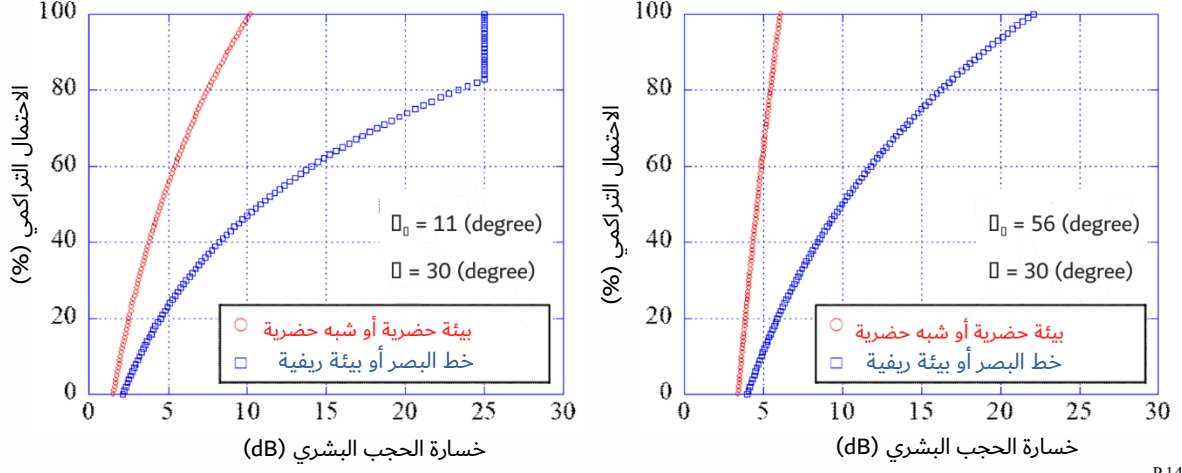 100
80
60
40
20
0
0 5 10 15 20 25 30
الاحتمال التراكمي (%)
▯▯ = 11 (degree)
▯ = 30 (degree)
بيئة حضرية أو شبه حضرية
خط البصر أو بيئة ريفية
خسارة الحجب البشري (dB)
100
80
60
40
20
0
0 5 10 15 20 25 30
الاحتمال التراكمي (%)
▯▯ = 56 (degree)
▯ = 30 (degree)
بيئة حضرية أو شبه حضرية
خط البصر أو بيئة ريفية
خسارة الحجب البشري (dB)